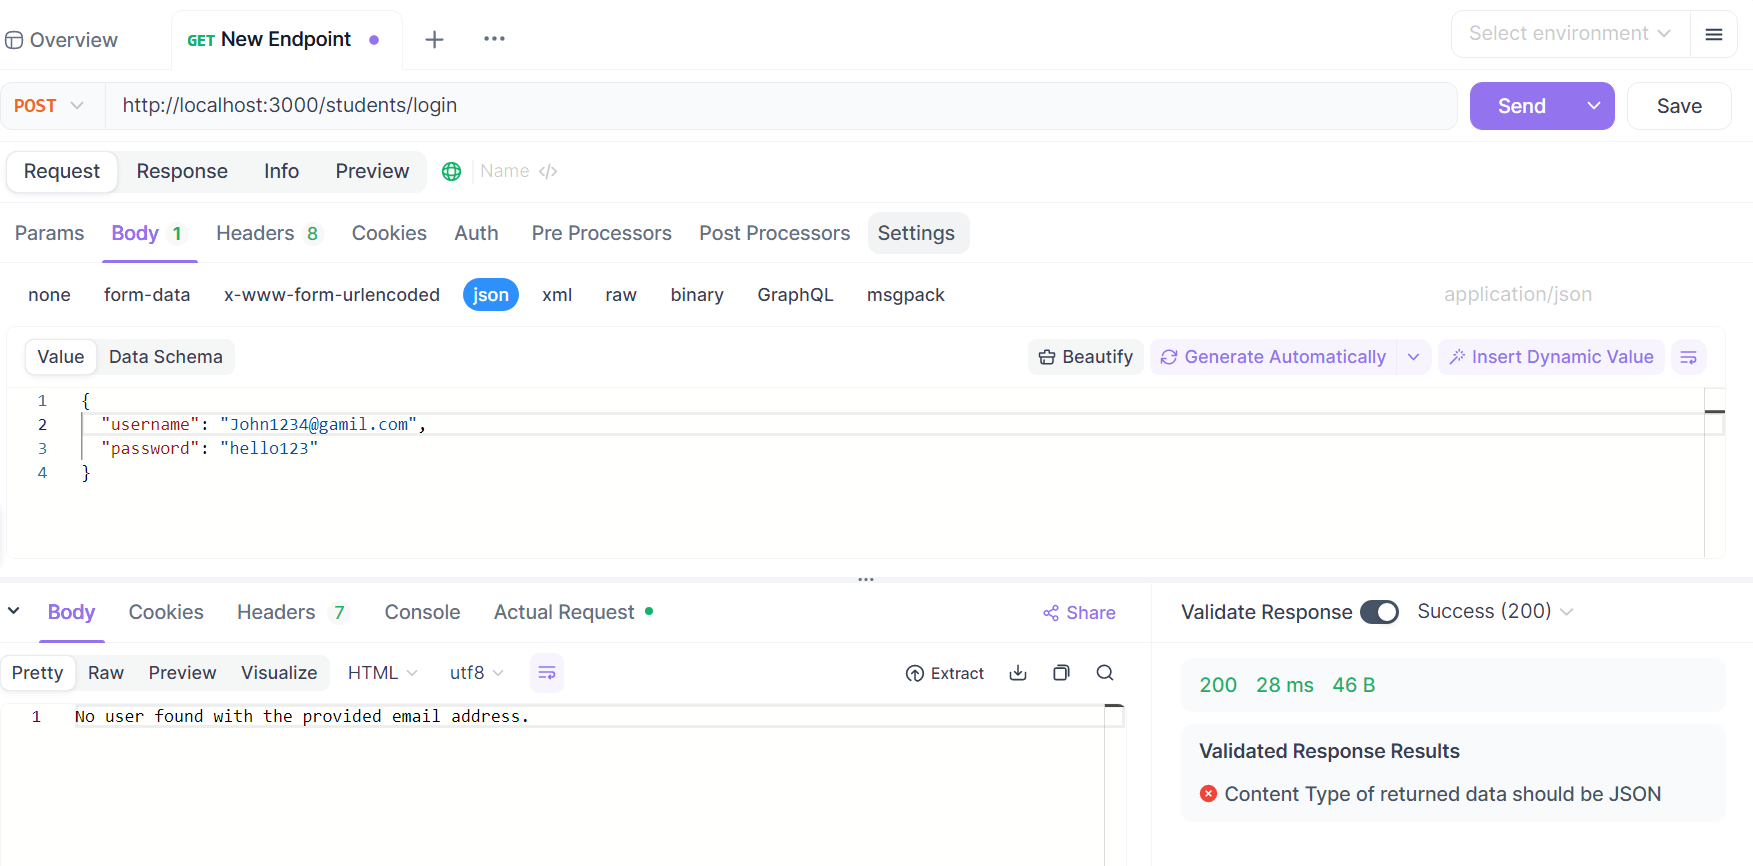 Overview
GET New Endpoint
Select environment
POST
http://localhost:3000/students/login
Send
Save
Request Response Info Preview Name
Params Body 1 Headers 8 Cookies Auth Pre Processors Post Processors Settings
none form-data x-www-form-urlencoded json xml raw binary GraphQL msgpack application/json
Value Data Schema Beautify Generate Automatically Insert Dynamic Value
1 {
2 "username": "John1234@gamil.com",
3 "password": "hello123"
4 }
Body Cookies Headers 7 Console Actual Request Share
Pretty Raw Preview Visualize HTML utf8 Extract
1 No user found with the provided email address.
Validate Response Success (200)
200 28 ms 46 B
Validated Response Results
Content Type of returned data should be JSON